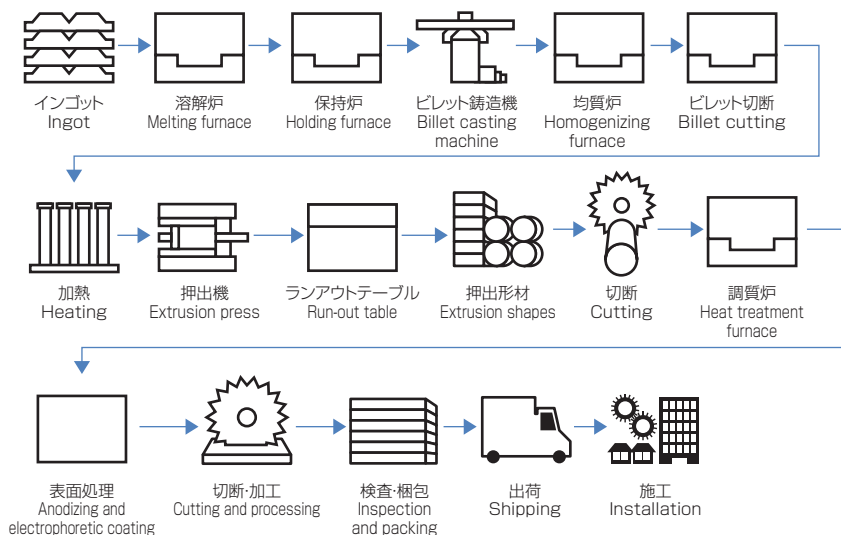 インゴット
Ingot
溶解炉
Melting furnace
保持炉
Holding furnace
ビレット鋳造機
Billet casting
machine
均質炉
Homogenizing
furnace
ビレット切断
Billet cutting
加熱
Heating
押出機
Extrusion press
ランアウトテーブル
Run-out table
押出形材
Extrusion shapes
切断
Cutting
調質炉
Heat treatment
furnace
表面処理
Anodizing and
electrophoretic coating
切断·加工
Cutting and processing
検査·梱包
Inspection
and packing
出荷
Shipping
施工
Installation